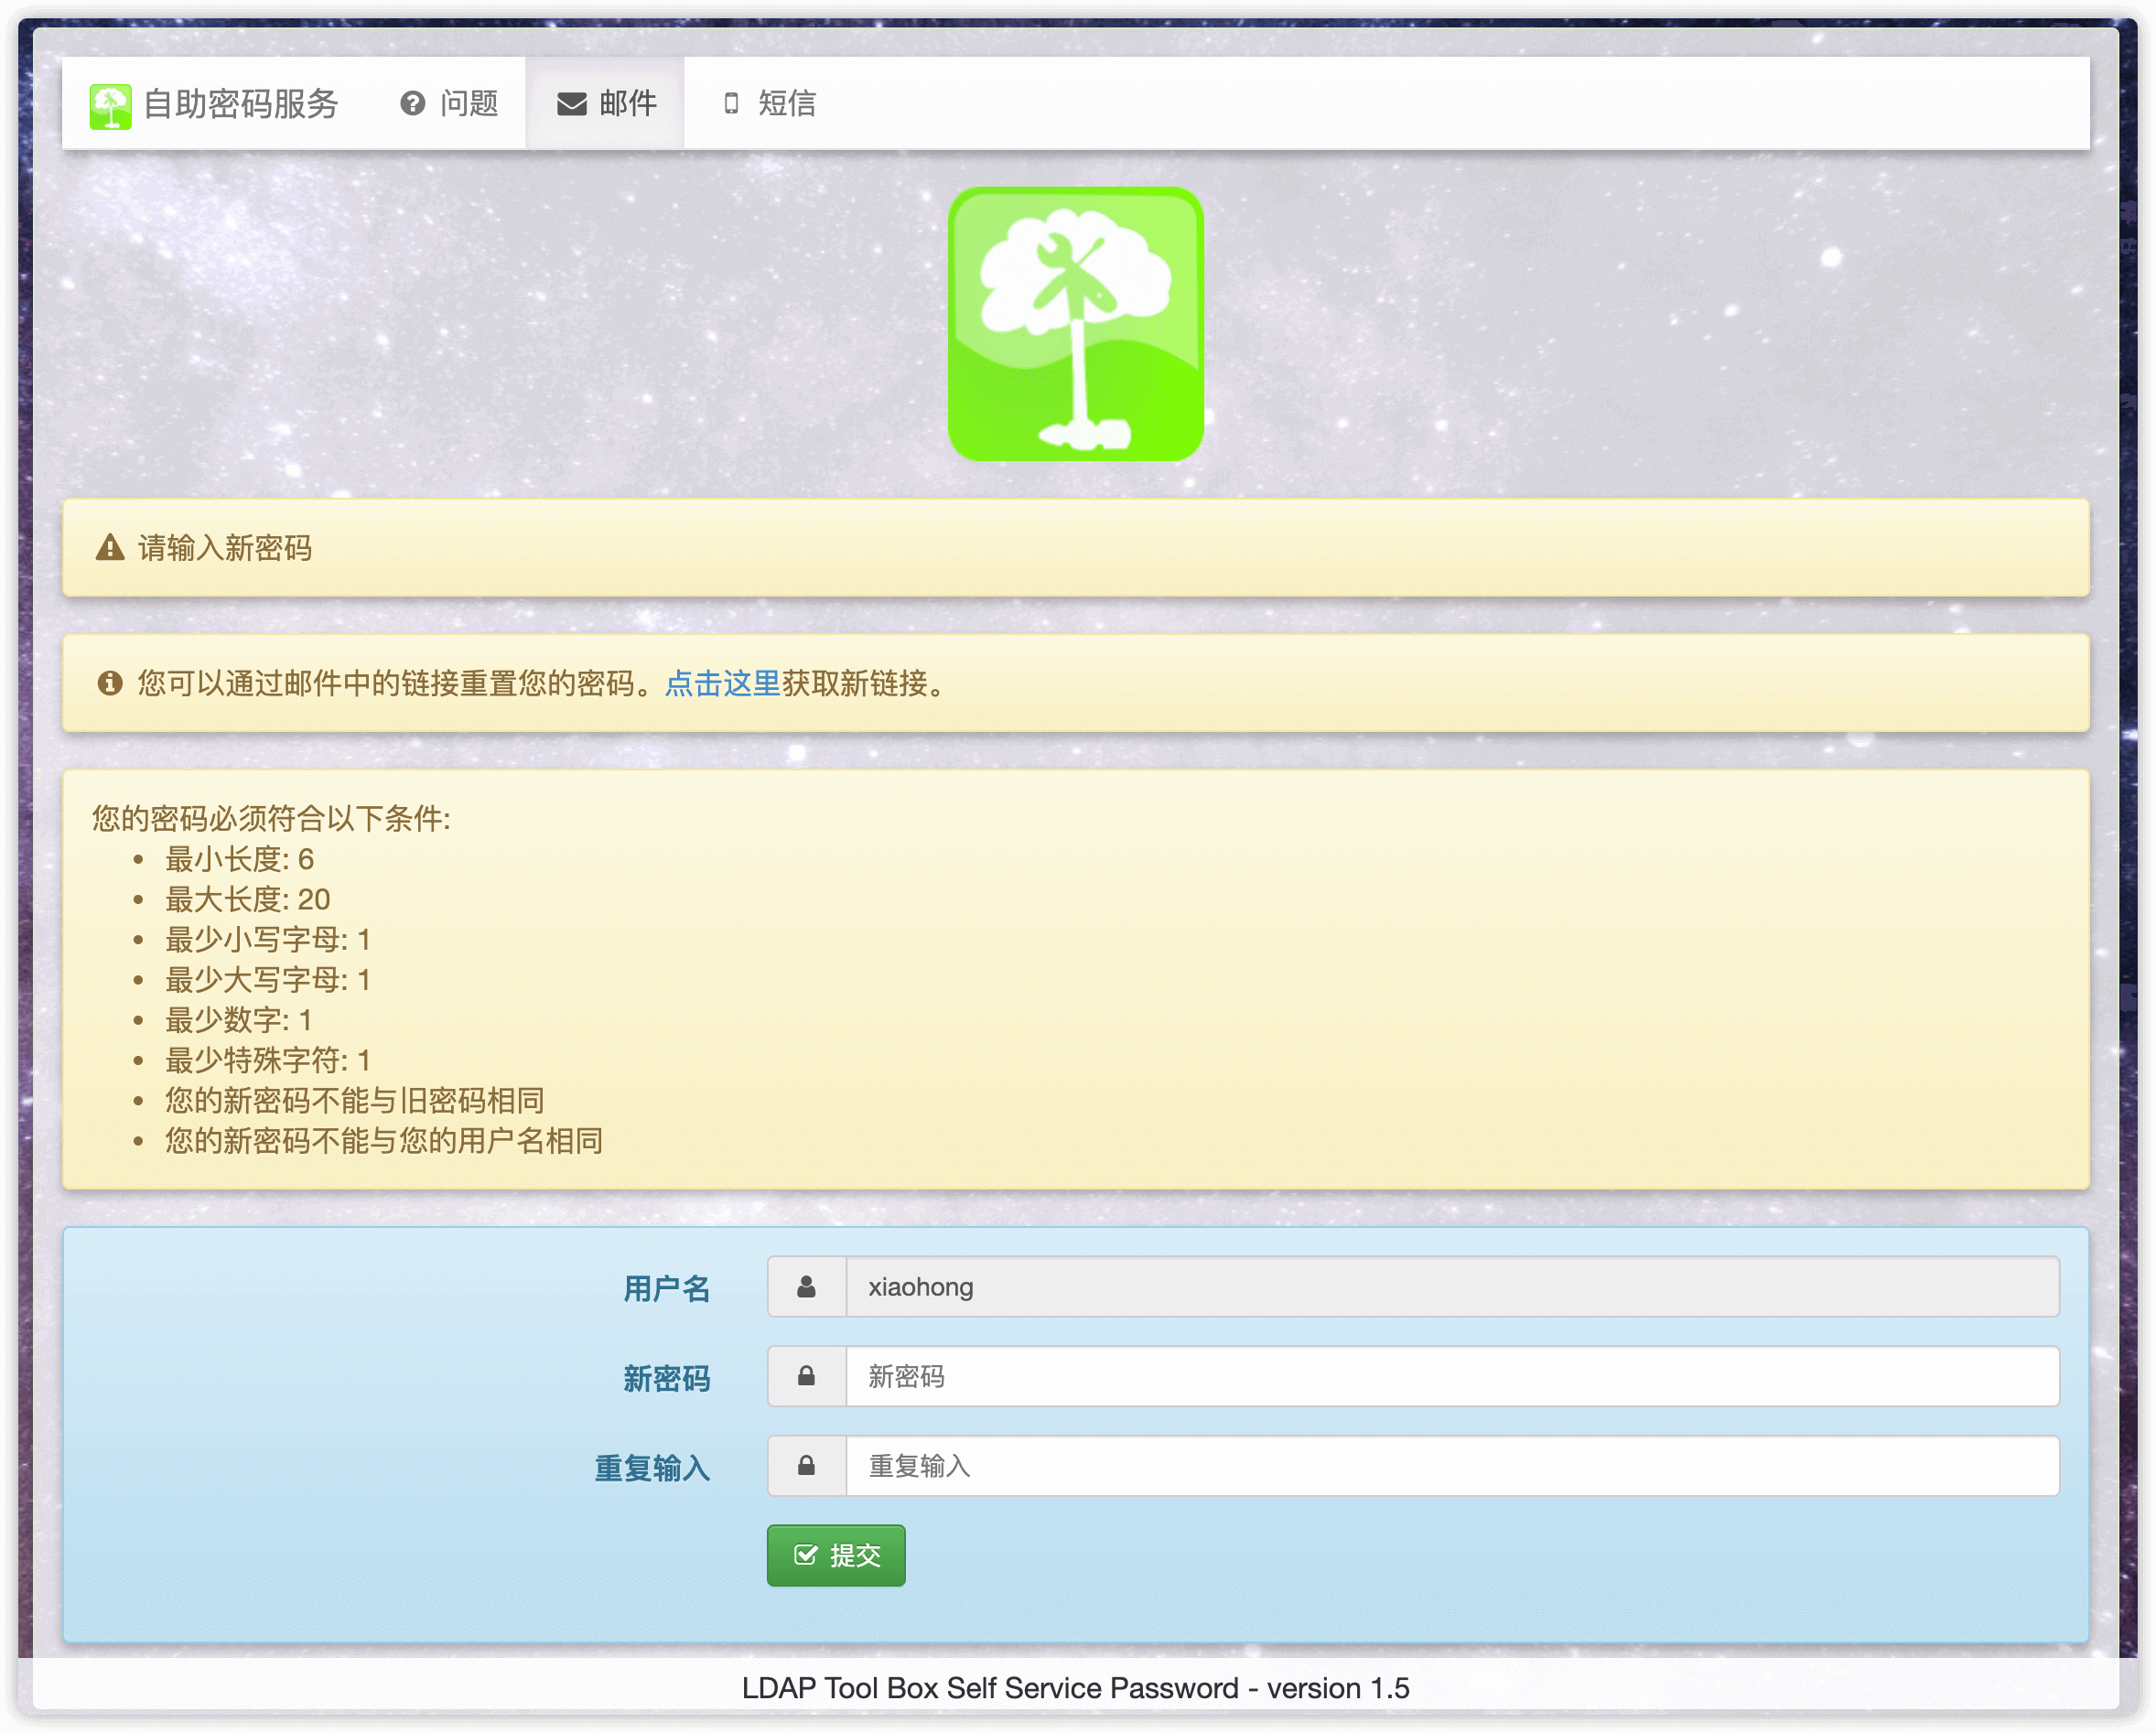 自助密码服务 问题 邮件 短信
请输入新密码
您可以通过邮件中的链接重置您的密码。点击这里获取新链接。
您的密码必须符合以下条件:
最小长度: 6
最大长度: 20
最少小写字母: 1
最少大写字母: 1
最少数字: 1
最少特殊字符: 1
您的新密码不能与旧密码相同
您的新密码不能与您的用户名相同
用户名 xiaohong
新密码 新密码
重复输入 重复输入
提交
LDAP Tool Box Self Service Password - version 1.5